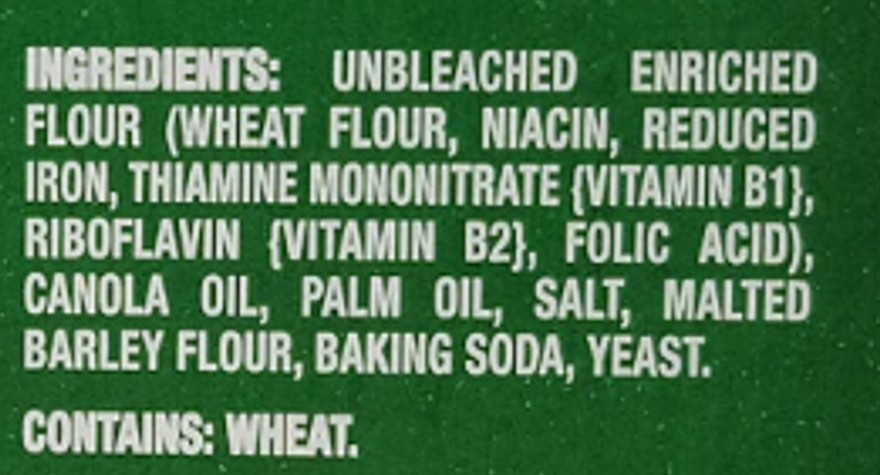 INGREDIENTS: UNBLEACHED ENRICHED
FLOUR (WHEAT FLOUR, NIACIN, REDUCED
IRON, THIAMINE MONONITRATE {VITAMIN B1},
RIBOFLAVIN {VITAMIN B2}, FOLIC ACID),
CANOLA OIL, PALM OIL, SALT, MALTED
BARLEY FLOUR, BAKING SODA, YEAST.
CONTAINS: WHEAT.